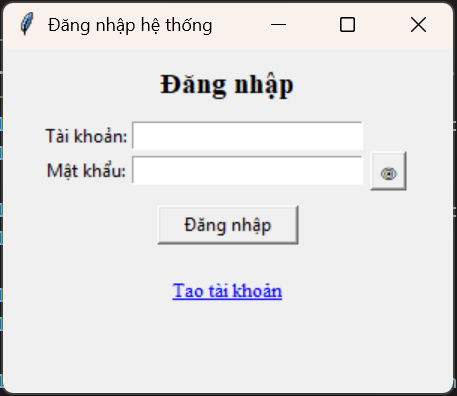 Đăng nhập hệ thống
Đăng nhập
Tài khoản:
Mật khẩu:
Đăng nhập
Tạo tài khoản